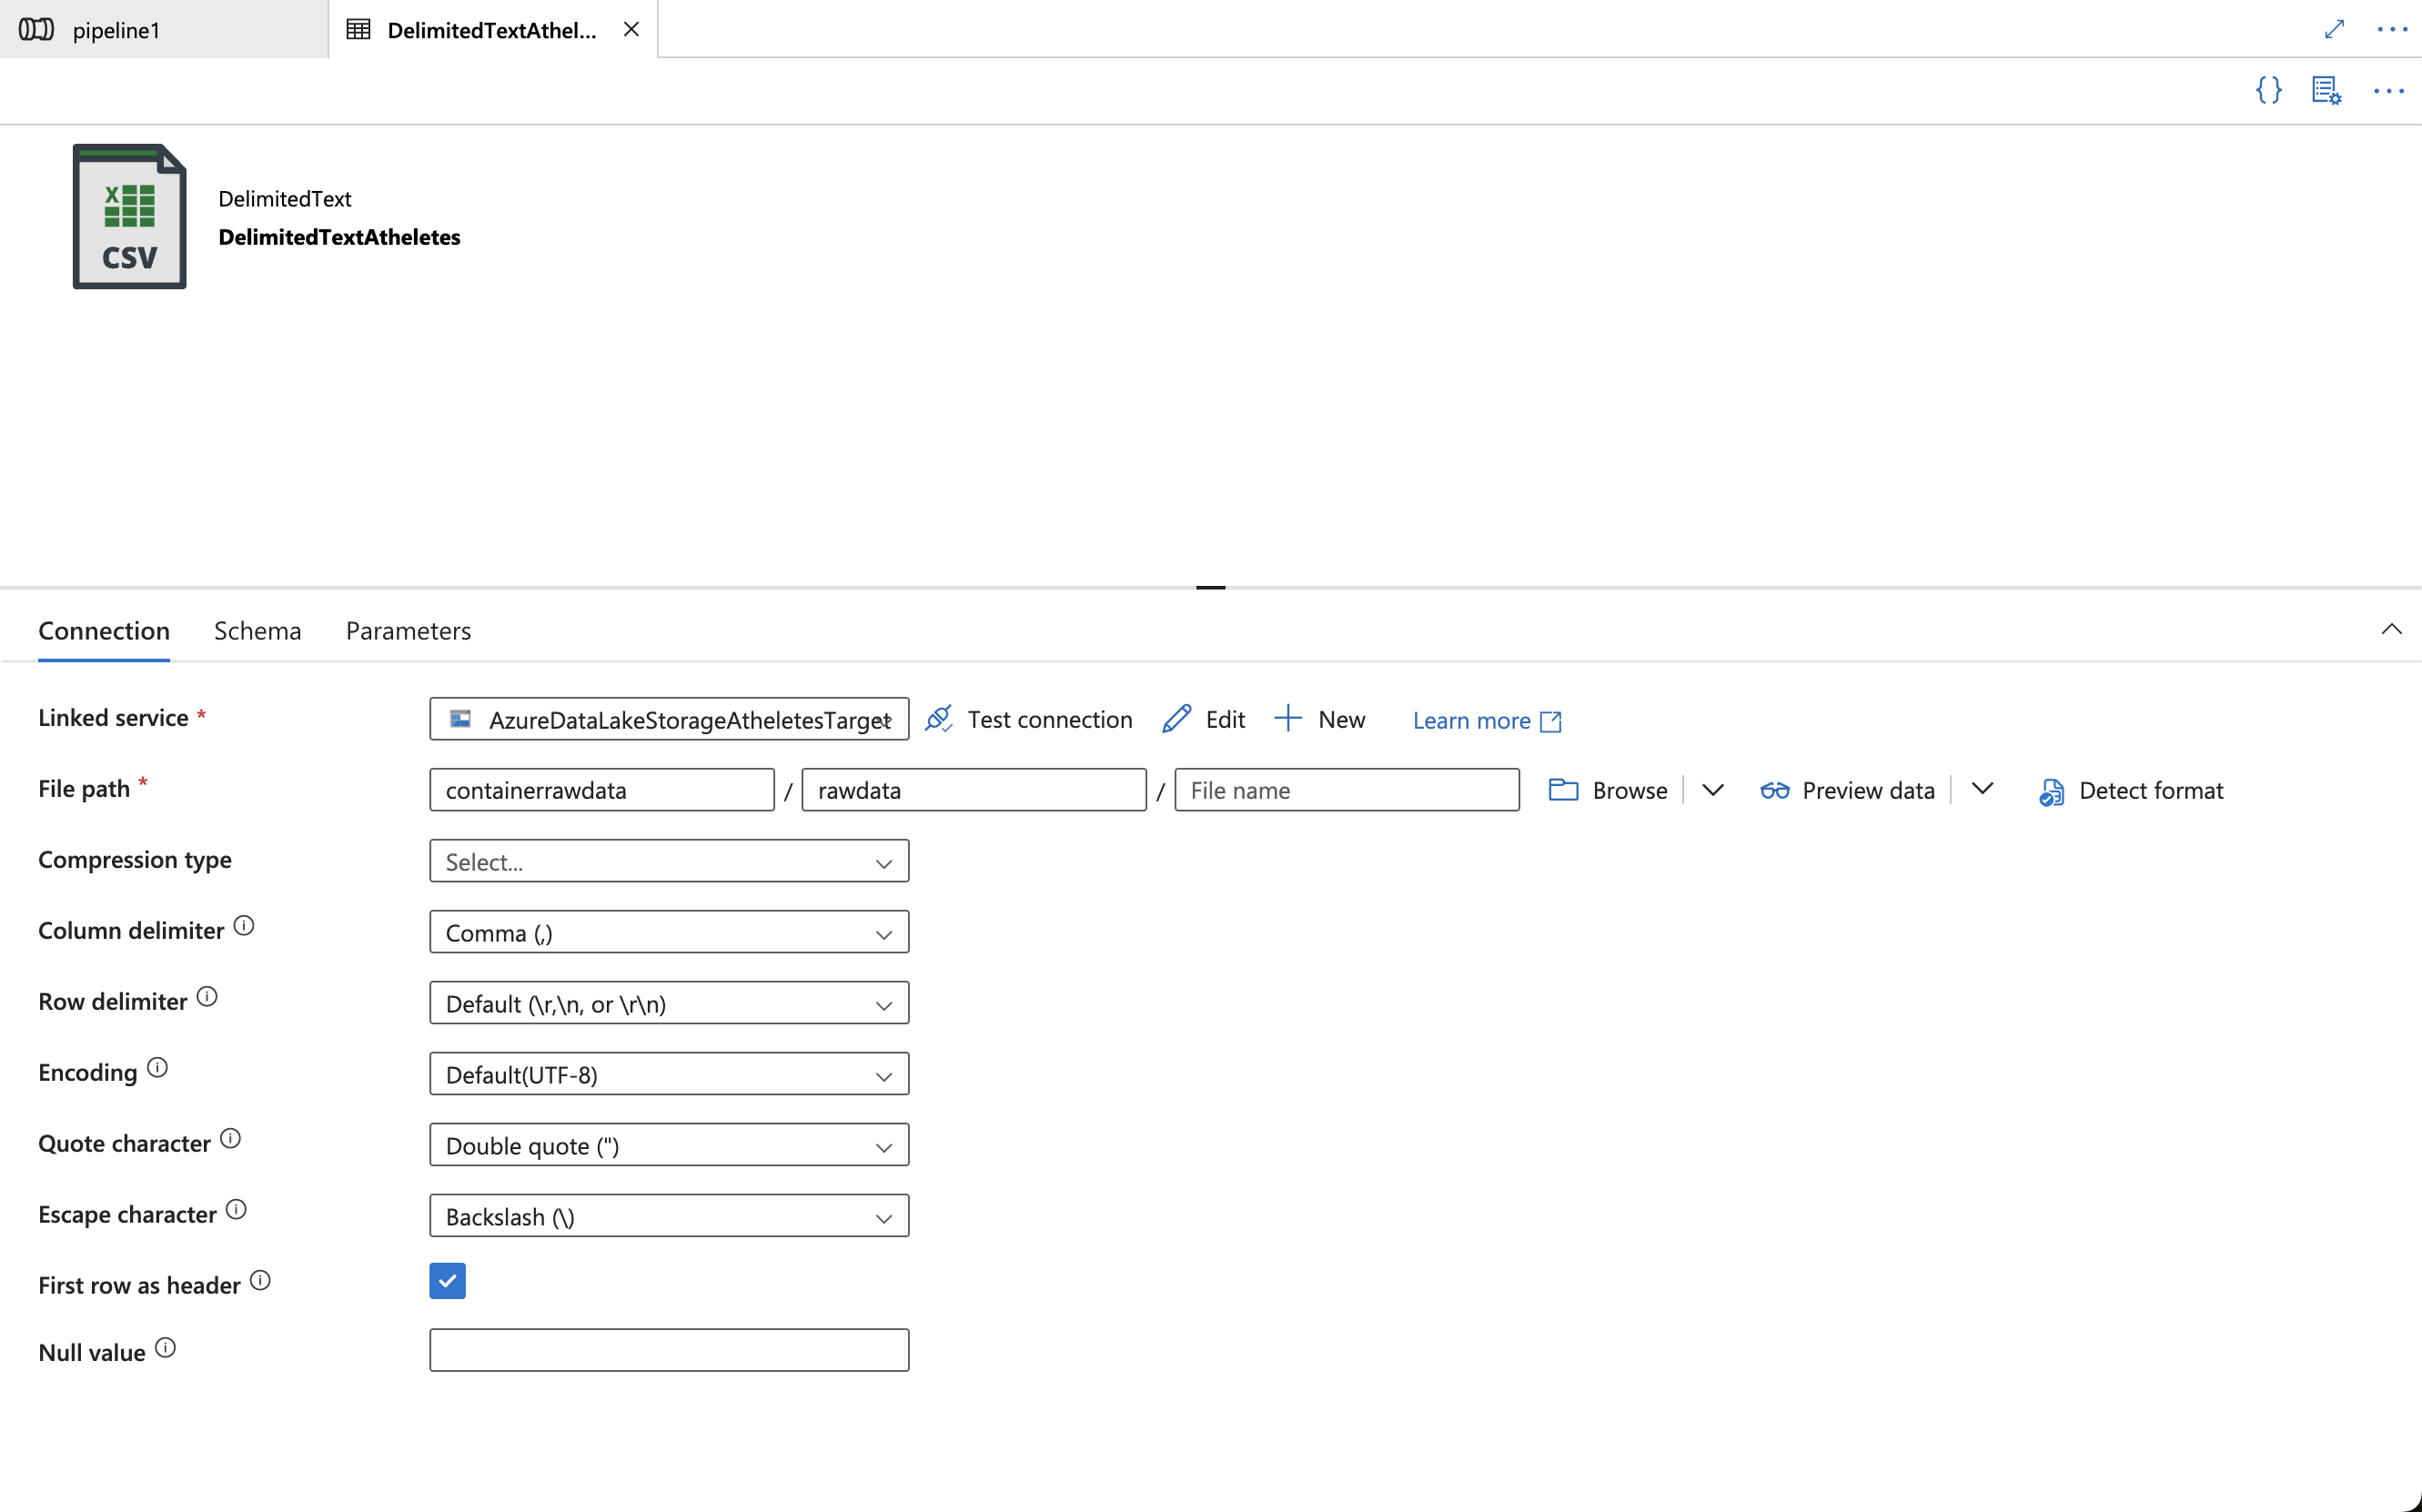 pipeline1
DelimitedTextAthel...
X
CSV
DelimitedText
DelimitedTextAtheletes
Connection Schema Parameters
Linked service * AzureDataLakeStorageAtheletesTarget Test connection Edit New Learn more
File path * containerrawdata / rawdata / File name Browse Preview data Detect format
Compression type Select...
Column delimiter Comma (,)
Row delimiter Default (\r,\n, or \r\n)
Encoding Default(UTF-8)
Quote character Double quote (")
Escape character Backslash (\)
First row as header
Null value